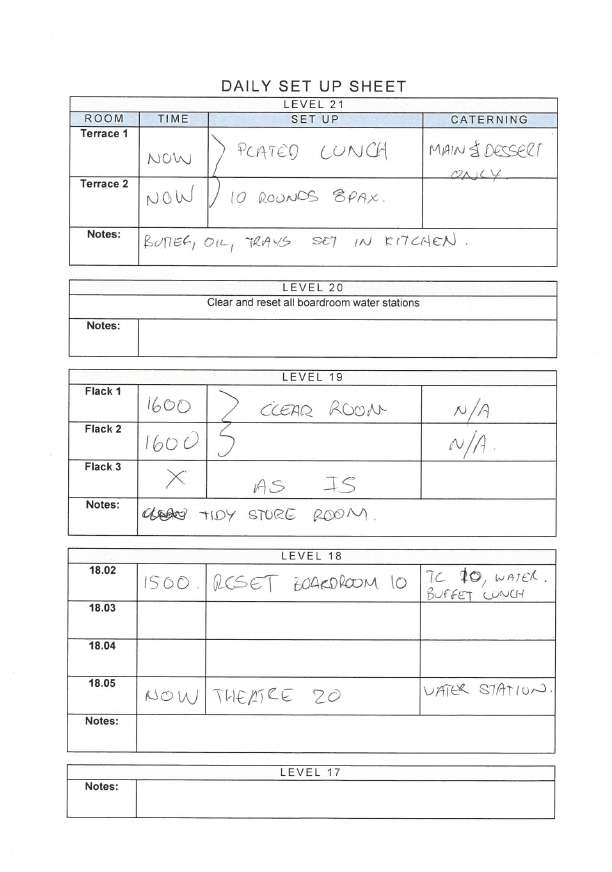 DAILY SET UP SHEET
LEVEL 21
ROOM TIME SET UP CATERNING
Terrace 1 NOW PLATED LUNCH MAIN & DESSERT
ONLY.
Terrace 2 NOW 10 ROUNDS 8PAX.
Notes: BUTTER, OIL, TRAYS SET IN KITCHEN.
LEVEL 20
Clear and reset all boardroom water stations
Notes:
LEVEL 19
Flack 1 1600 CLEAR ROOM N/A
Flack 2 1600 N/A.
Flack 3 X AS IS
Notes: TIDY STORE ROOM.
LEVEL 18
18.02 1500. RESET BOARDROOM 10 TC 10, WATER.
BUFFET LUNCH
18.03
18.04
18.05 NOW THEATRE 20 WATER STATION.
Notes:
LEVEL 17
Notes: